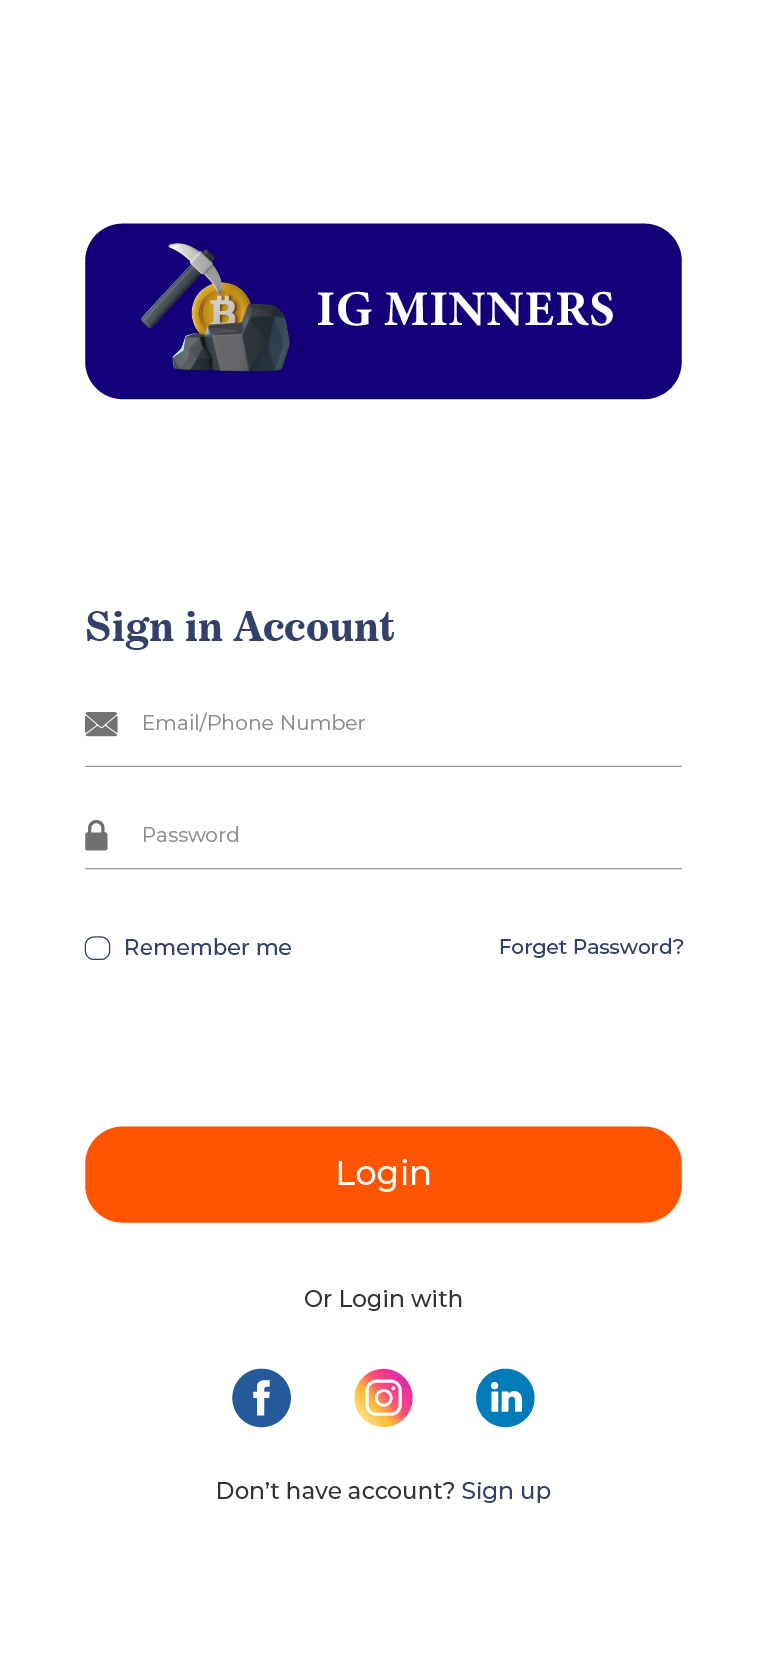 IG MINNERS
Sign in Account
Email/Phone Number
Password
Remember me
Forget Password?
Login
Or Login with
f
in
Don’t have account? Sign up